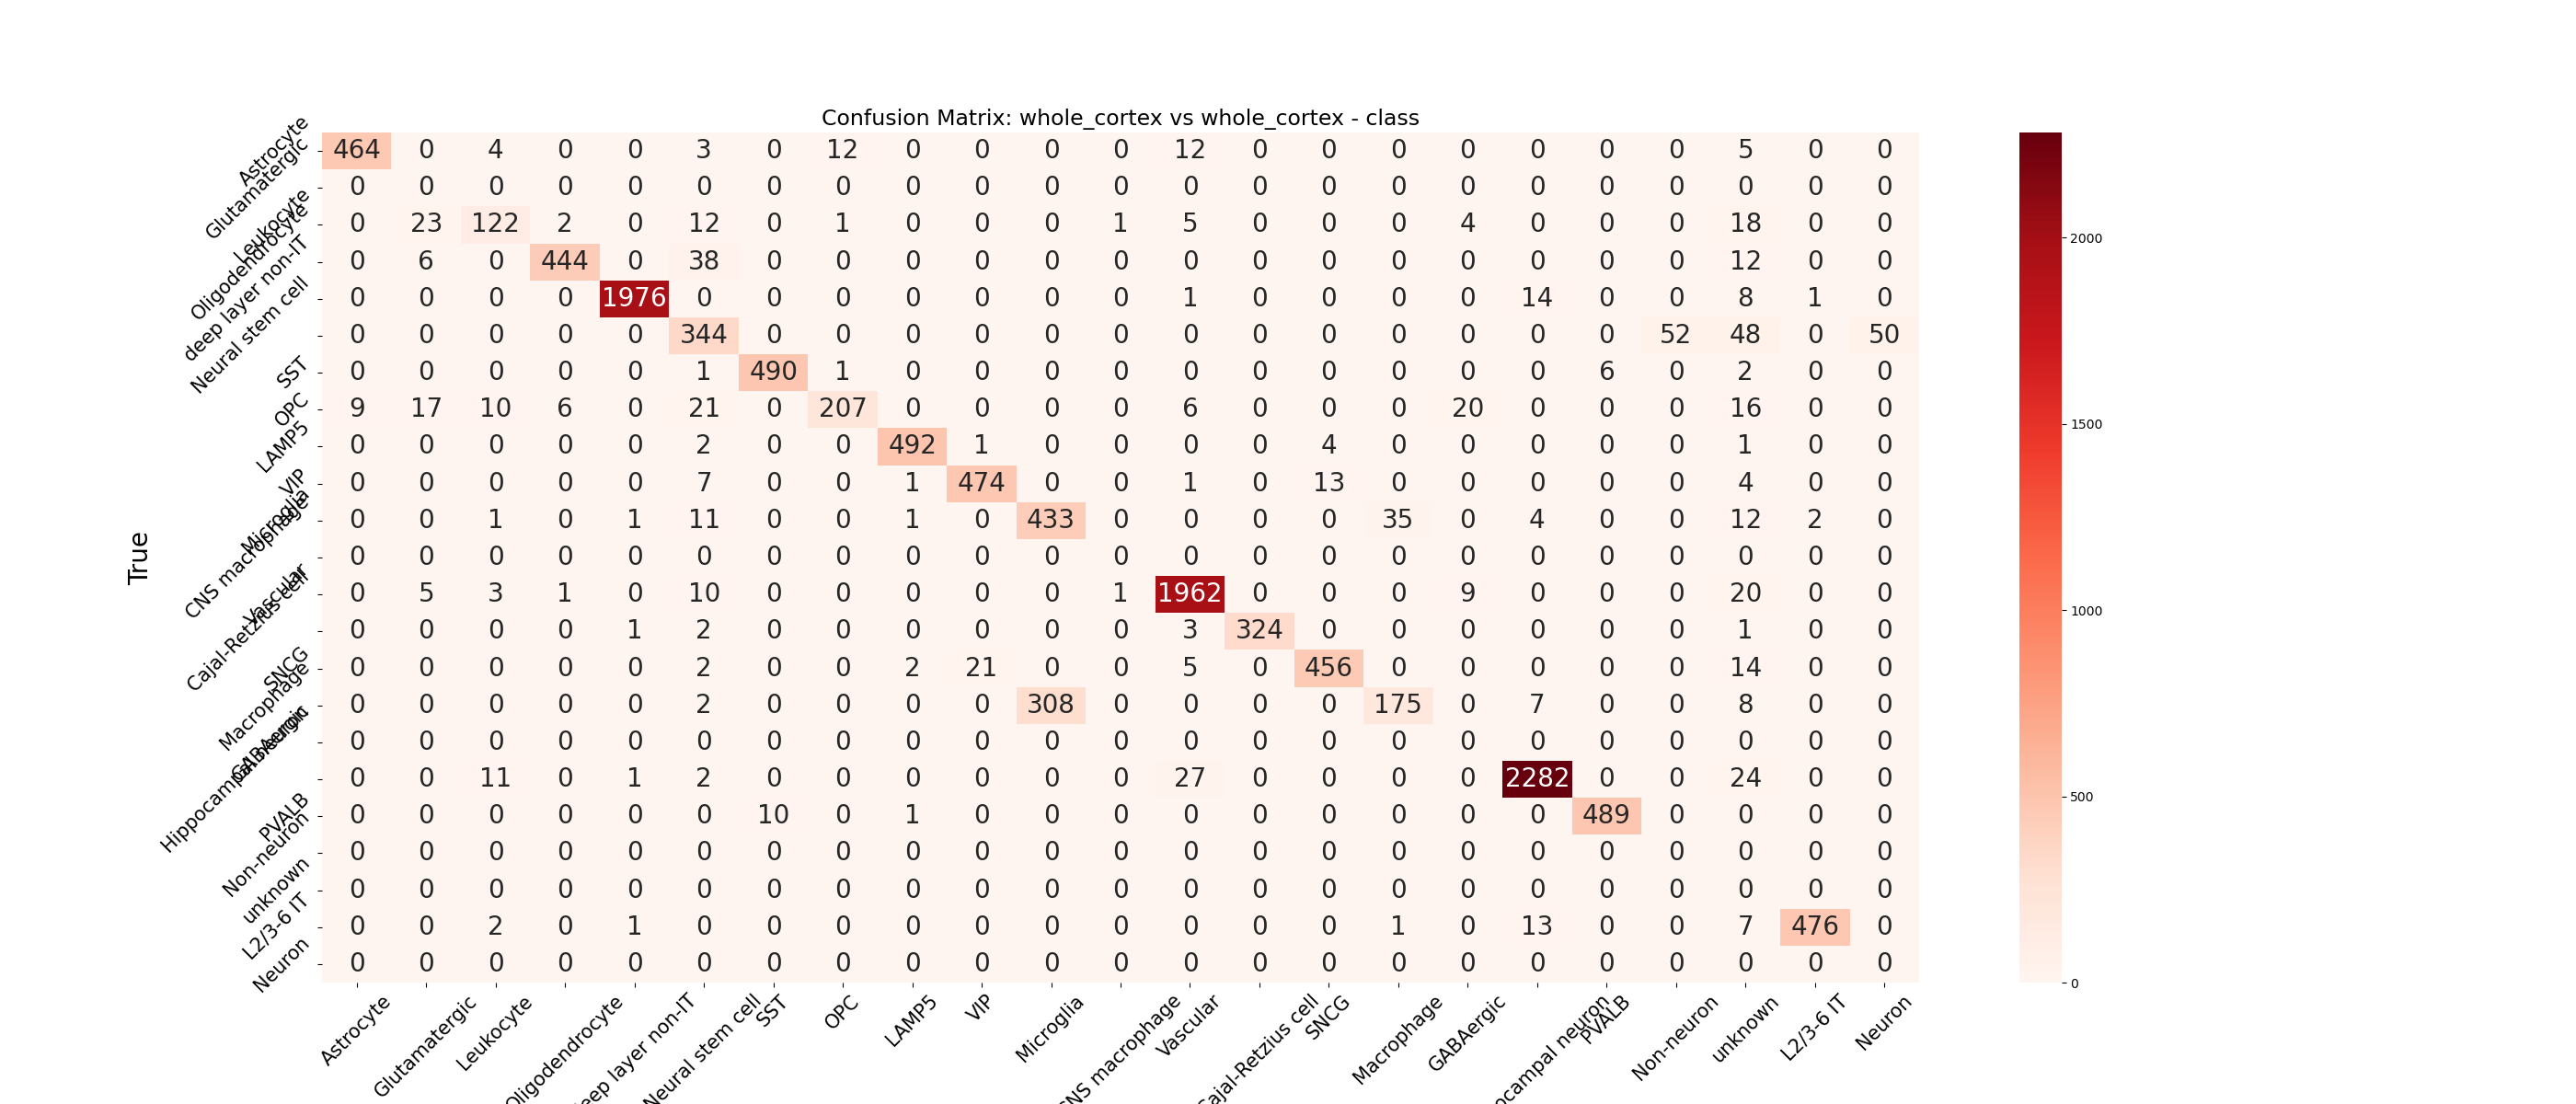 Confusion Matrix: whole_cortex vs whole_cortex - class
True
Astrocyte 464 0 4 0 0 3 0 12 0 0 0 0 12 0 0 0 0 0 0 0 5 0 0
Glutamatergic 0 0 0 0 0 0 0 0 0 0 0 0 0 0 0 0 0 0 0 0 0 0 0
Leukocyte 0 23 122 2 0 12 0 1 0 0 0 1 5 0 0 0 4 0 0 0 18 0 0
Oligodendrocyte 0 6 0 444 0 38 0 0 0 0 0 0 0 0 0 0 0 0 0 0 12 0 0
deep layer non-IT 0 0 0 0 1976 0 0 0 0 0 0 0 1 0 0 0 0 14 0 0 8 1 0
Neural stem cell 0 0 0 0 0 344 0 0 0 0 0 0 0 0 0 0 0 0 0 52 48 0 50
SST 0 0 0 0 0 1 490 1 0 0 0 0 0 0 0 0 0 0 6 0 2 0 0
OPC 9 17 10 6 0 21 0 207 0 0 0 0 6 0 0 0 20 0 0 0 16 0 0
LAMP5 0 0 0 0 0 2 0 0 492 1 0 0 0 0 4 0 0 0 0 0 1 0 0
VIP 0 0 0 0 0 7 0 0 1 474 0 0 1 0 13 0 0 0 0 0 4 0 0
Microglia 0 0 1 0 1 11 0 0 1 0 433 0 0 0 0 35 0 4 0 0 12 2 0
CNS macrophage 0 0 0 0 0 0 0 0 0 0 0 0 0 0 0 0 0 0 0 0 0 0 0
Vascular 0 5 3 1 0 10 0 0 0 0 0 1 1962 0 0 0 9 0 0 0 20 0 0
Cajal-Retzius cell 0 0 0 0 1 2 0 0 0 0 0 0 3 324 0 0 0 0 0 0 1 0 0
SNCG 0 0 0 0 0 2 0 0 2 21 0 0 5 0 456 0 0 0 0 0 14 0 0
Macrophage 0 0 0 0 0 2 0 0 0 0 308 0 0 0 0 175 0 7 0 0 8 0 0
GABAergic 0 0 0 0 0 0 0 0 0 0 0 0 0 0 0 0 0 0 0 0 0 0 0
Hippocampal neuron 0 0 11 0 1 2 0 0 0 0 0 0 27 0 0 0 0 2282 0 0 24 0 0
PVALB 0 0 0 0 0 0 10 0 1 0 0 0 0 0 0 0 0 0 489 0 0 0 0
Non-neuron 0 0 0 0 0 0 0 0 0 0 0 0 0 0 0 0 0 0 0 0 0 0 0
unknown 0 0 0 0 0 0 0 0 0 0 0 0 0 0 0 0 0 0 0 0 0 0 0
L2/3-6 IT 0 0 2 0 1 0 0 0 0 0 0 0 0 0 0 1 0 13 0 0 7 476 0
Neuron 0 0 0 0 0 0 0 0 0 0 0 0 0 0 0 0 0 0 0 0 0 0 0
Astrocyte
Glutamatergic
Leukocyte
Oligodendrocyte
eep layer non-IT
Neural stem cell
SST
OPC
LAMP5
VIP
Microglia
CNS macrophage
Vascular
Cajal-Retzius cell
SNCG
Macrophage
GABAergic
ocampal neuron
PVALB
Non-neuron
unknown
L2/3-6 IT
Neuron
2000
1500
1000
500
0